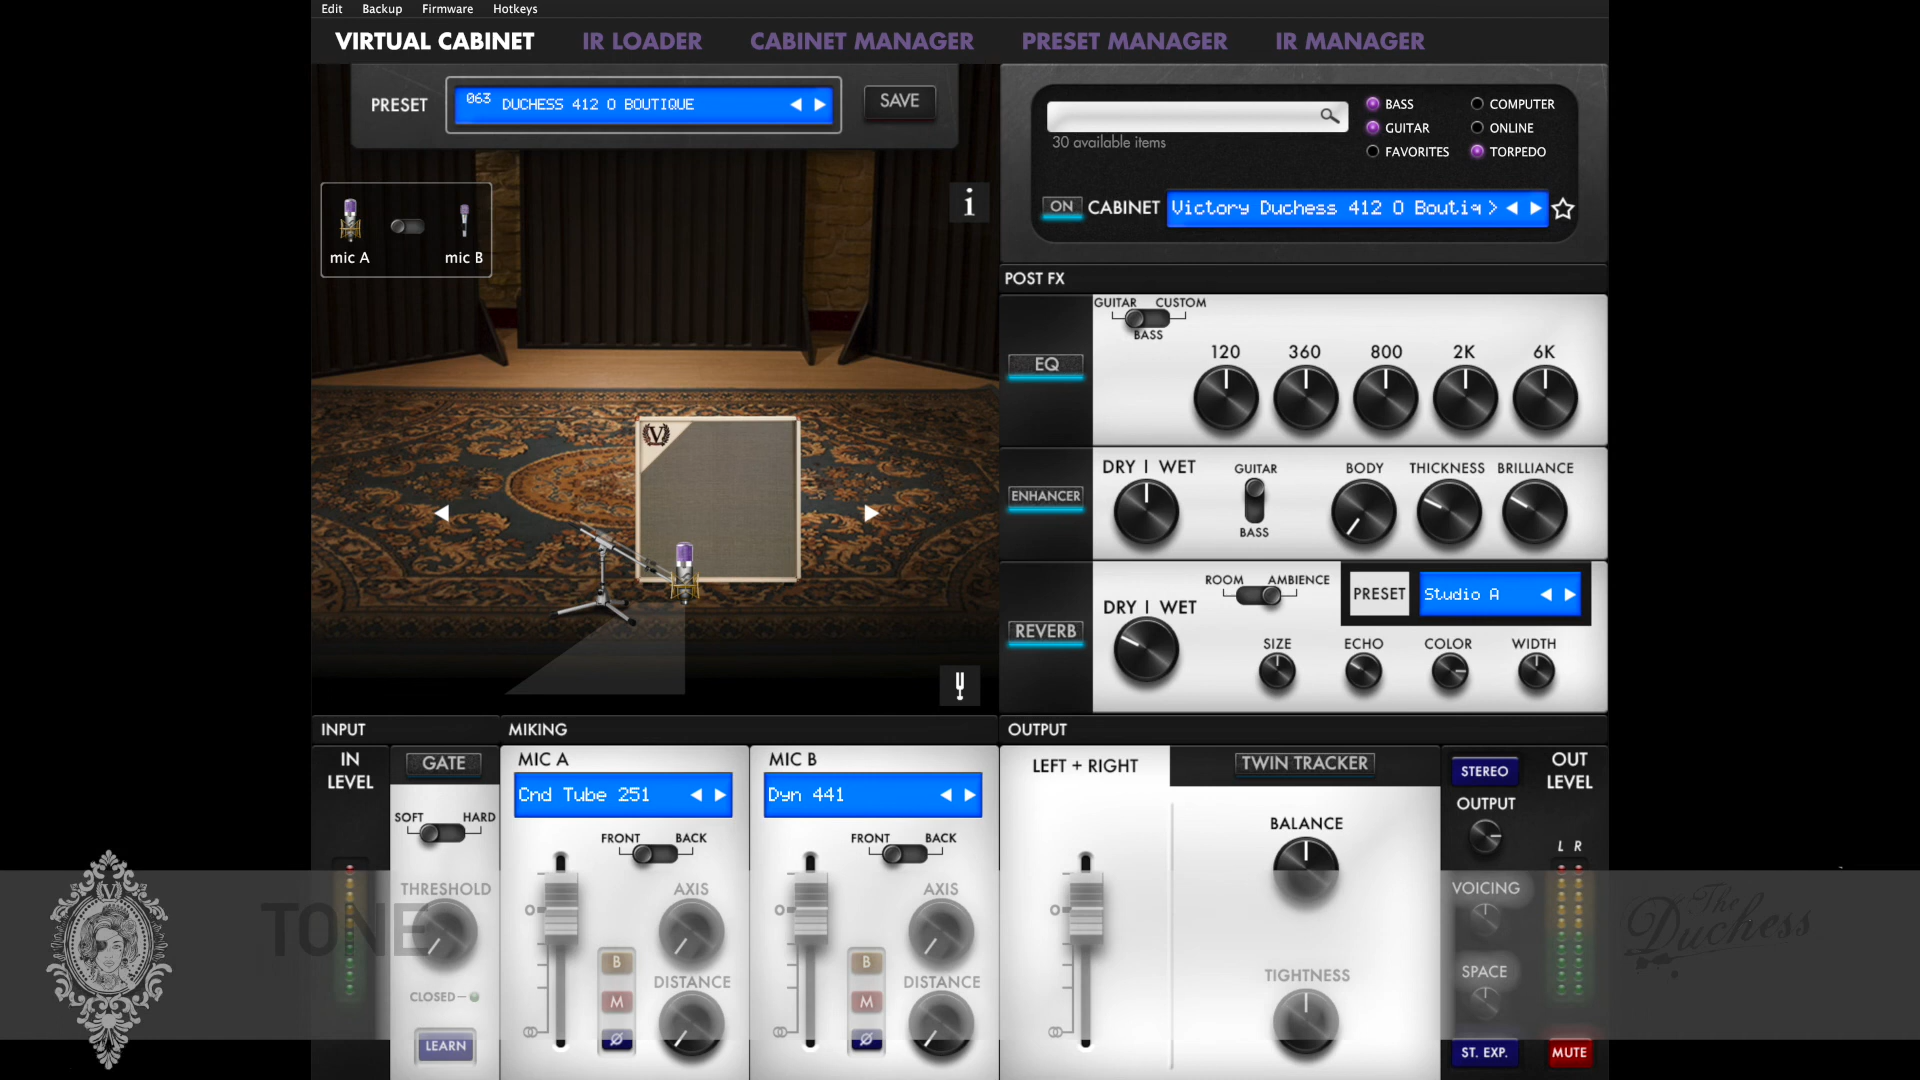 Edit Backup Firmware Hotkeys
VIRTUAL CABINET IR LOADER CABINET MANAGER PRESET MANAGER IR MANAGER
PRESET 063 DUCHESS 412 O BOUTIQUE SAVE
30 available items
BASS COMPUTER
GUITAR ONLINE
FAVORITES TORPEDO
mic A mic B
i
ON CABINET Victory Duchess 412 O Boutiq >
V
POST FX
GUITAR CUSTOM
BASS
EQ
120 360 800 2K 6K
ENHANCER
DRY | WET
GUITAR
BASS
BODY THICKNESS BRILLIANCE
REVERB
DRY | WET
ROOM AMBIENCE
PRESET Studio A
SIZE ECHO COLOR WIDTH
INPUT MIKING OUTPUT
IN
LEVEL
GATE
SOFT HARD
THRESHOLD
CLOSED
LEARN
MIC A
Cnd Tube 251
FRONT BACK
AXIS
O
B
M
Ø
DISTANCE
MIC B
Dyn 441
FRONT BACK
AXIS
O
B
M
Ø
DISTANCE
LEFT + RIGHT
O
TWIN TRACKER
BALANCE
TIGHTNESS
STEREO
OUTPUT
VOICING
SPACE
ST. EXP.
OUT
LEVEL
L R
MUTE
TONE
V
The
Duchess